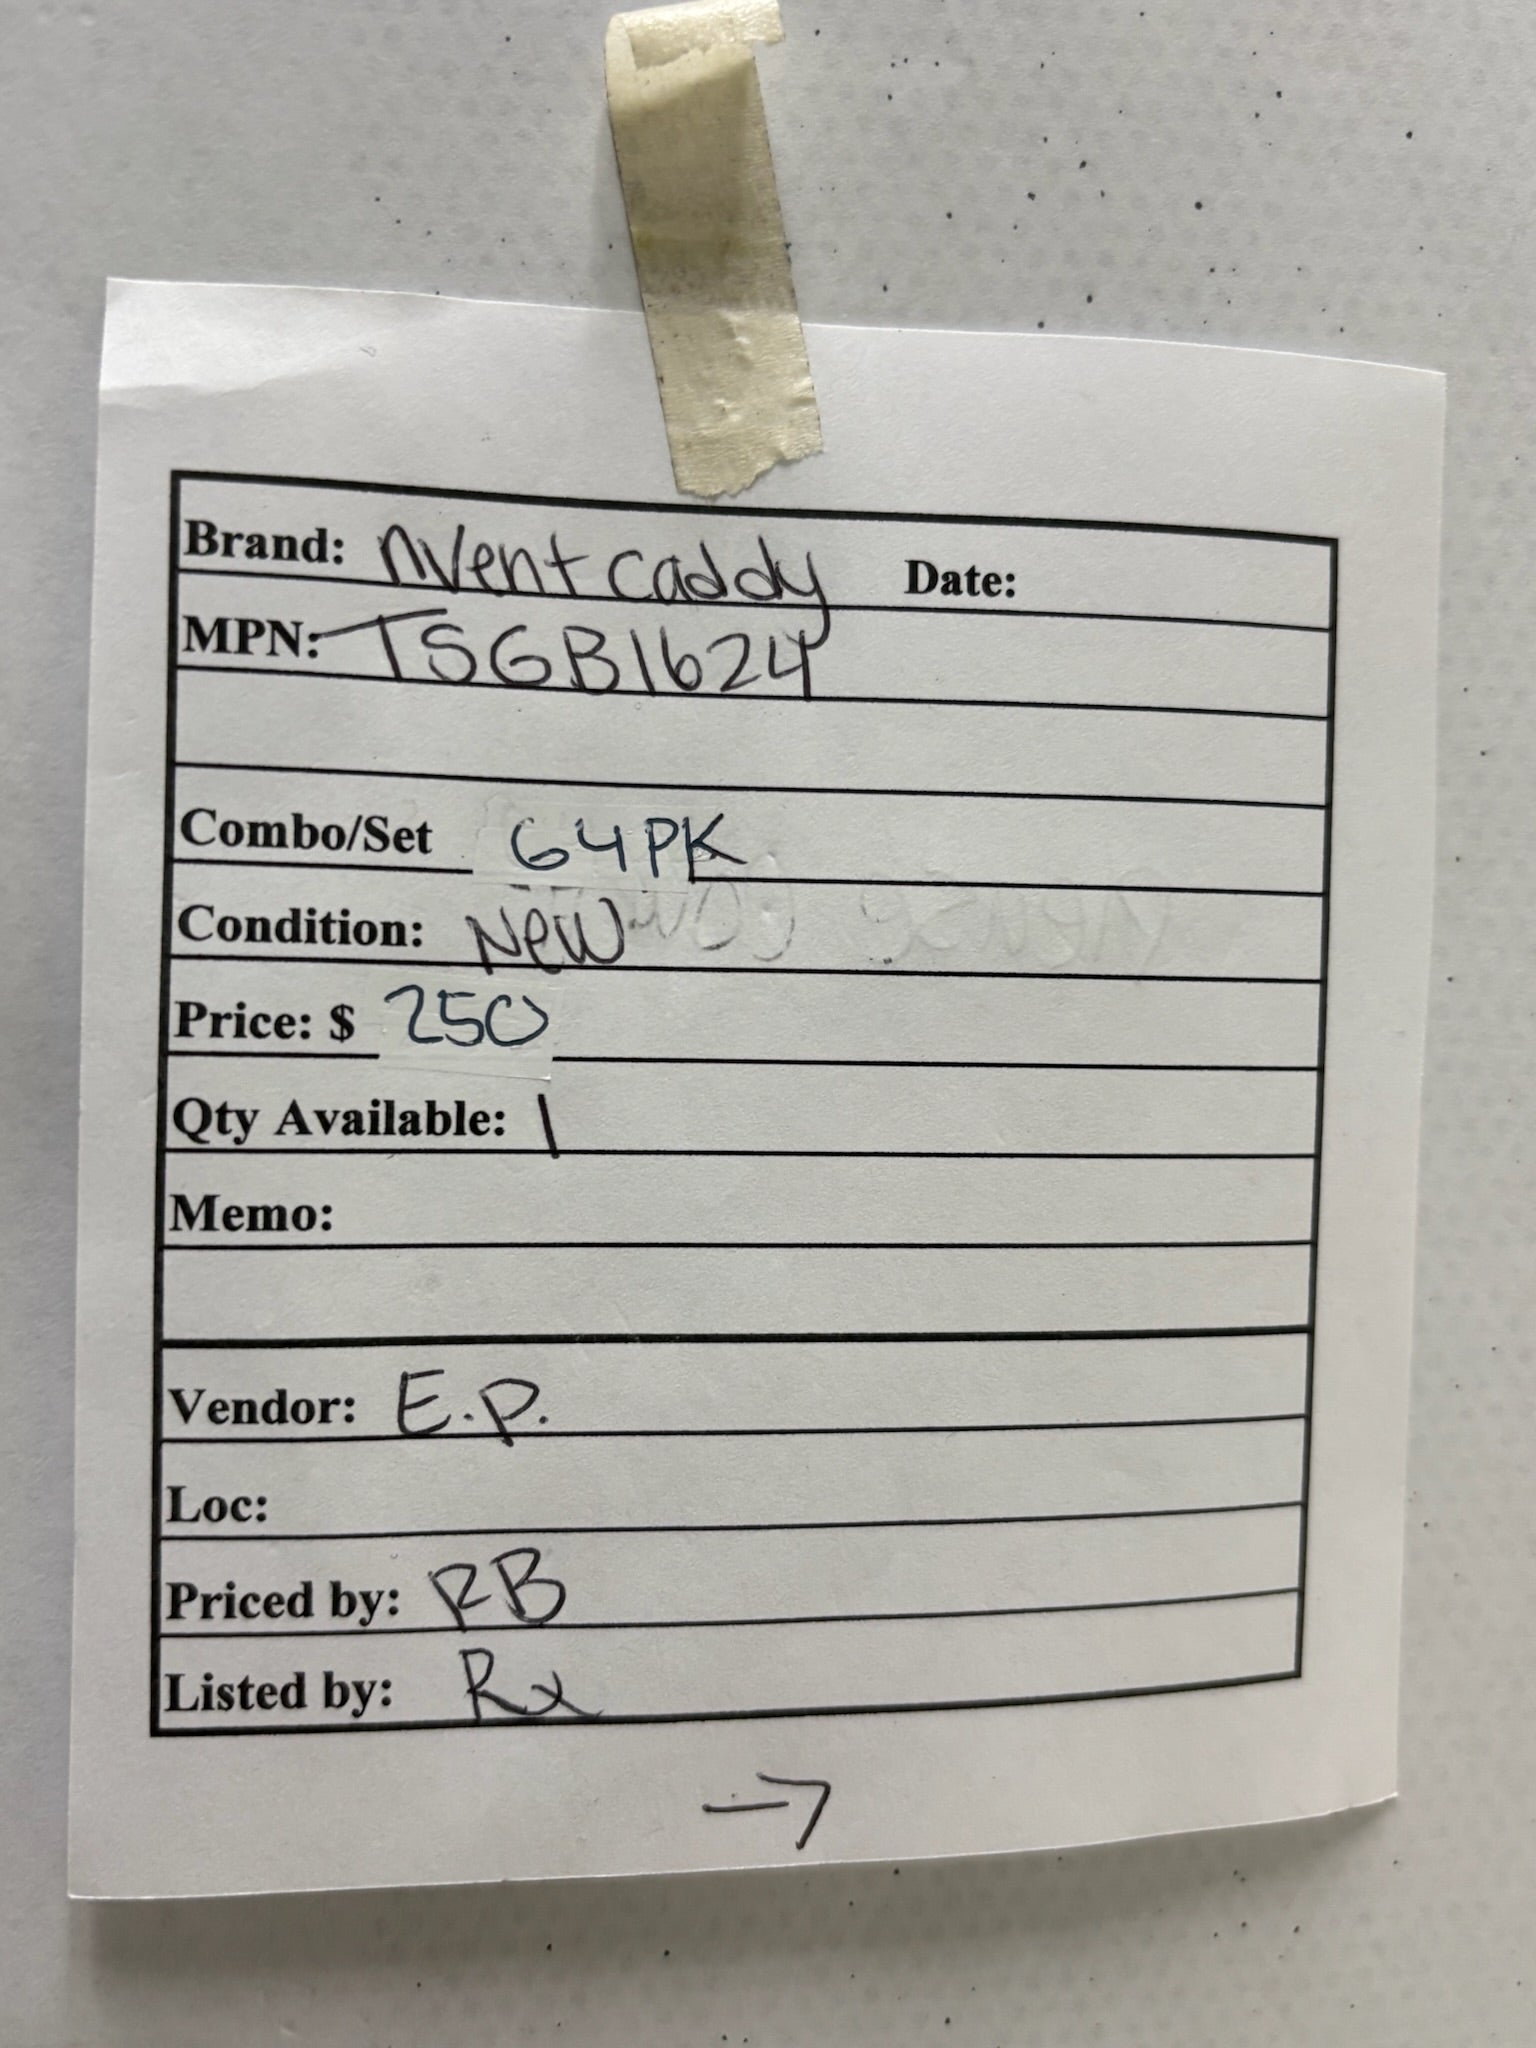 Brand: nvent caddy Date:
MPN: TSGB1624
Combo/Set 64PK
Condition: New
Price: $ 250
Qty Available: 1
Memo:
Vendor: E.P.
Loc:
Priced by: RB
Listed by: Rx
→